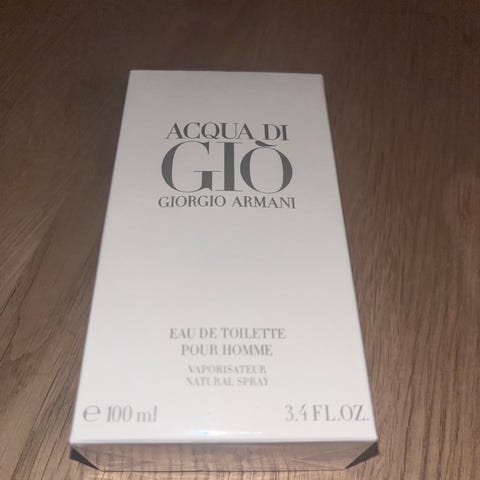 ACQUA DI
GIÒ
GIORGIO ARMANI
EAU DE TOILETTE
POUR HOMME
VAPORISATEUR
NATURAL SPRAY
℮ 100 ml 3.4 FL.OZ.